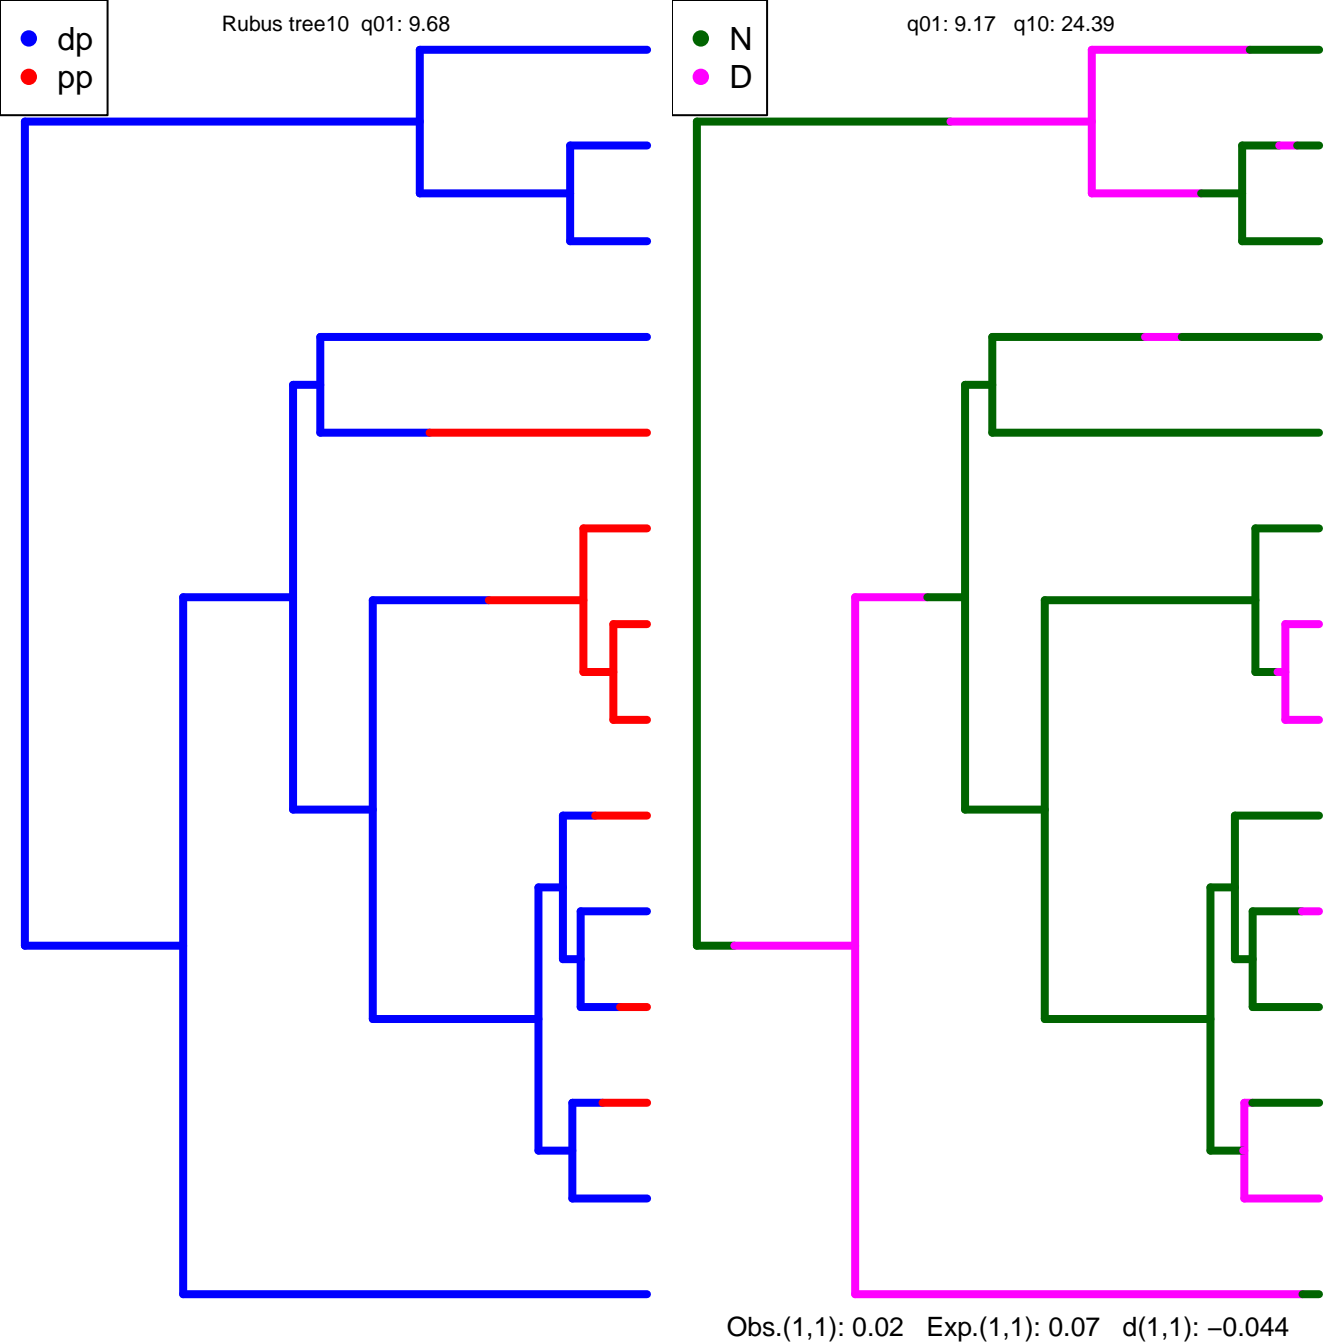 Rubus tree10 q01: 9.68
dp
pp
q01: 9.17 q10: 24.39
N
D
Obs.(1,1): 0.02 Exp.(1,1): 0.07 d(1,1): −0.044